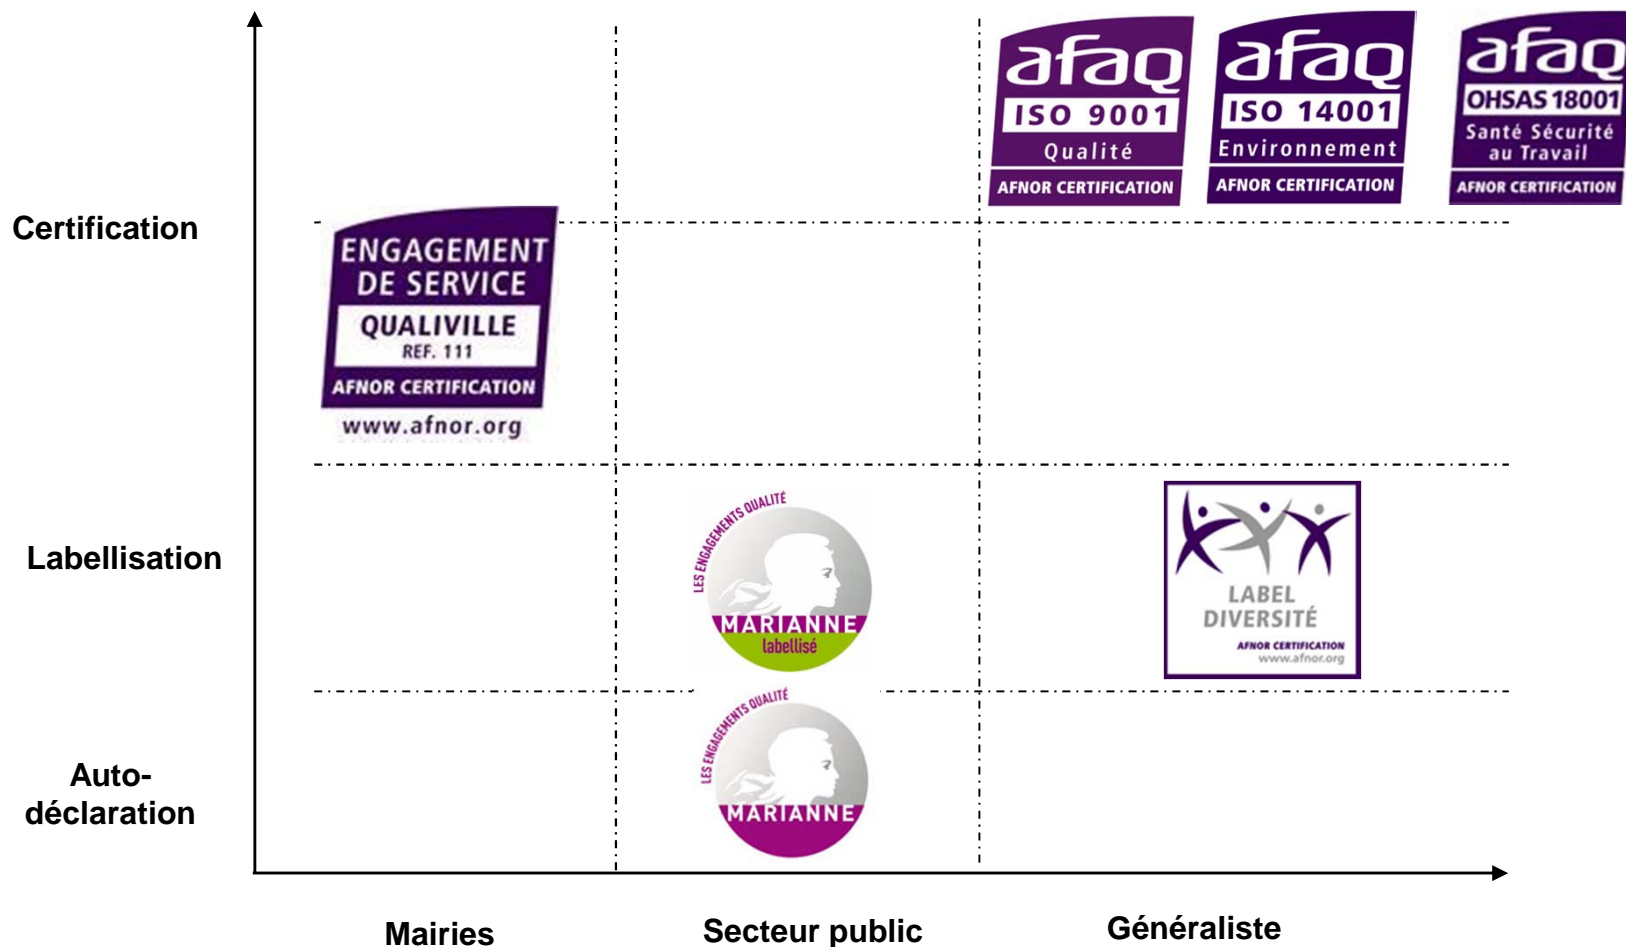 afaq
ISO 9001
Qualité
AFNOR CERTIFICATION
afaq
ISO 14001
Environnement
AFNOR CERTIFICATION
afaq
OHSAS 18001
Santé Sécurité
au Travail
AFNOR CERTIFICATION
Certification
ENGAGEMENT
DE SERVICE
QUALIVILLE
REF. 111
AFNOR CERTIFICATION
www.afnor.org
Labellisation
LES ENGAGEMENTS QUALITÉ
MARIANNE
labellisé
LABEL
DIVERSITÉ
AFNOR CERTIFICATION
www.afnor.org
Auto-
déclaration
LES ENGAGEMENTS QUALITÉ
MARIANNE
Mairies
Secteur public
Généraliste